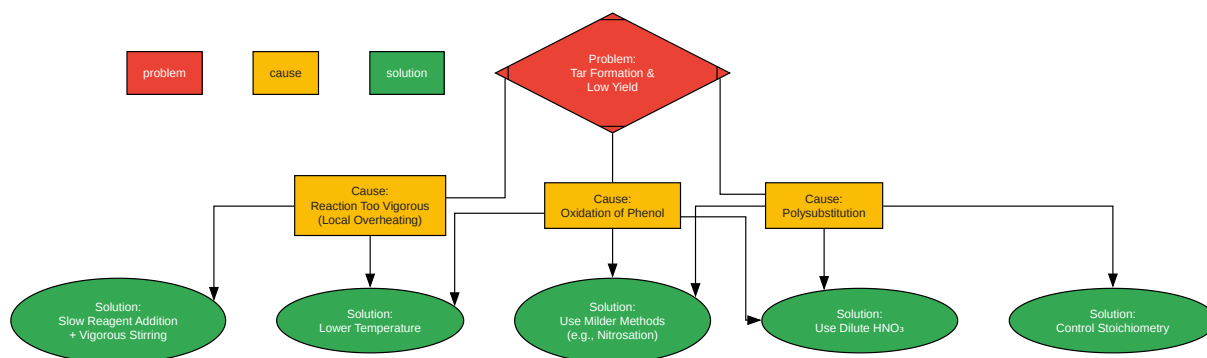 problem
cause
solution
Problem:
Tar Formation &
Low Yield
Cause:
Reaction Too Vigorous
(Local Overheating)
Cause:
Oxidation of Phenol
Cause:
Polysubstitution
Solution:
Slow Reagent Addition
+ Vigorous Stirring
Solution:
Lower Temperature
Solution:
Use Milder Methods
(e.g., Nitrosation)
Solution:
Use Dilute HNO₃
Solution:
Control Stoichiometry